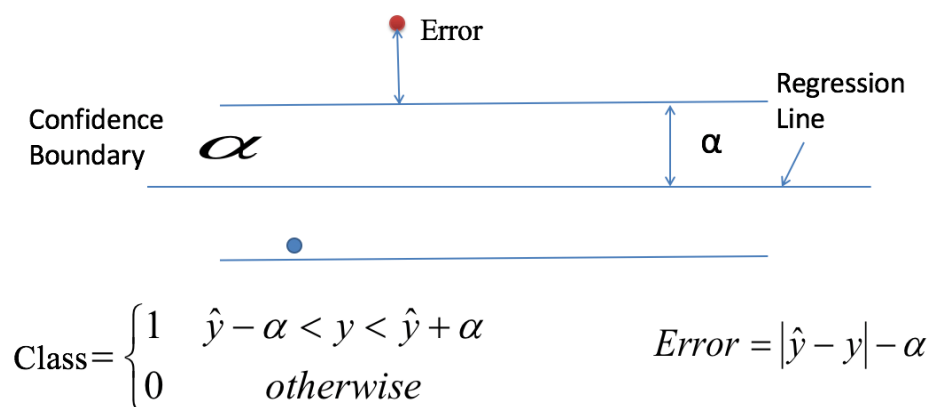 Error
Regression
Line
Confidence
Boundary
α
α
Class= { 1 ŷ − α < y < ŷ + α
0 otherwise
Error = |ŷ − y| − α